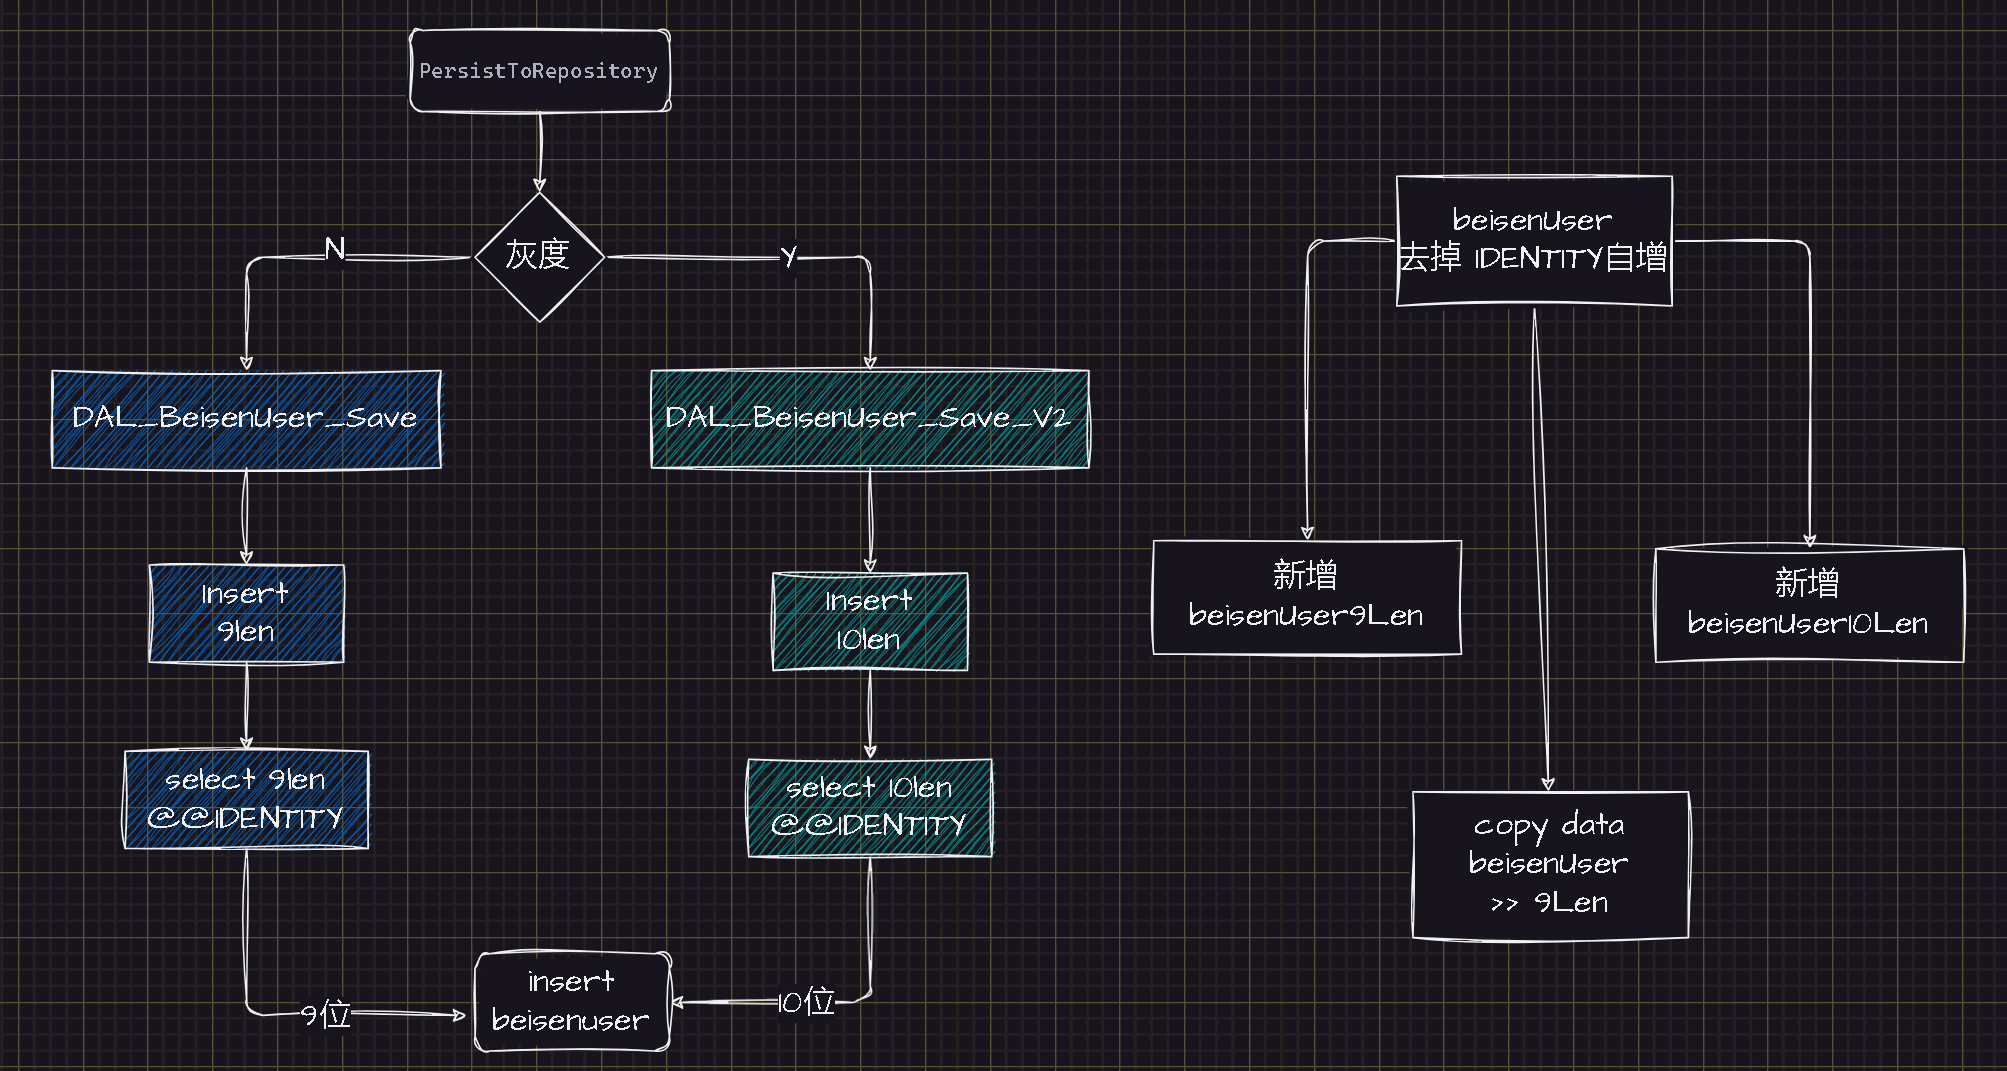 PersistToRepository
灰度
N
Y
DAL_BeisenUser_Save
DAL_BeisenUser_Save_V2
Insert
9len
Insert
10len
select 9len
@@IDENTITY
select 10len
@@IDENTITY
9位
10位
insert
beisenuser
beisenUser
去掉 IDENTITY自增
新增
beisenUser9Len
新增
beisenUser10Len
copy data
beisenUser
>> 9Len